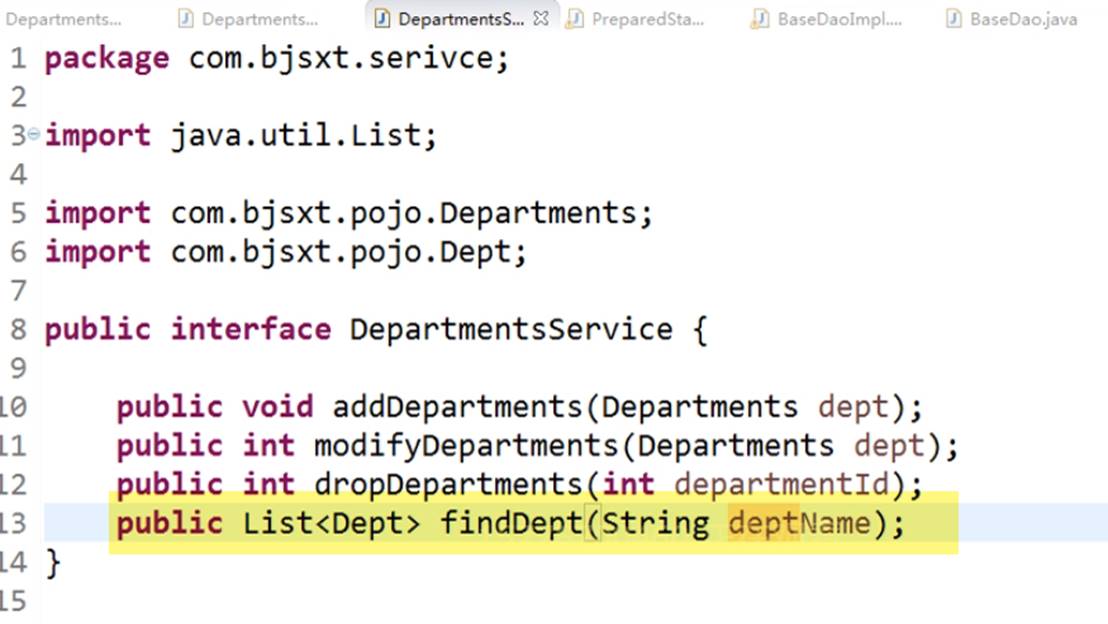 Departments... Departments... DepartmentsS... PreparedSta... BaseDaoImpl.... BaseDao.java
1 package com.bjsxt.serivce;
2
3 import java.util.List;
4
5 import com.bjsxt.pojo.Departments;
6 import com.bjsxt.pojo.Dept;
7
8 public interface DepartmentsService {
9
10 public void addDepartments(Departments dept);
11 public int modifyDepartments(Departments dept);
12 public int dropDepartments(int departmentId);
13 public List<Dept> findDept(String deptName);
14 }
15